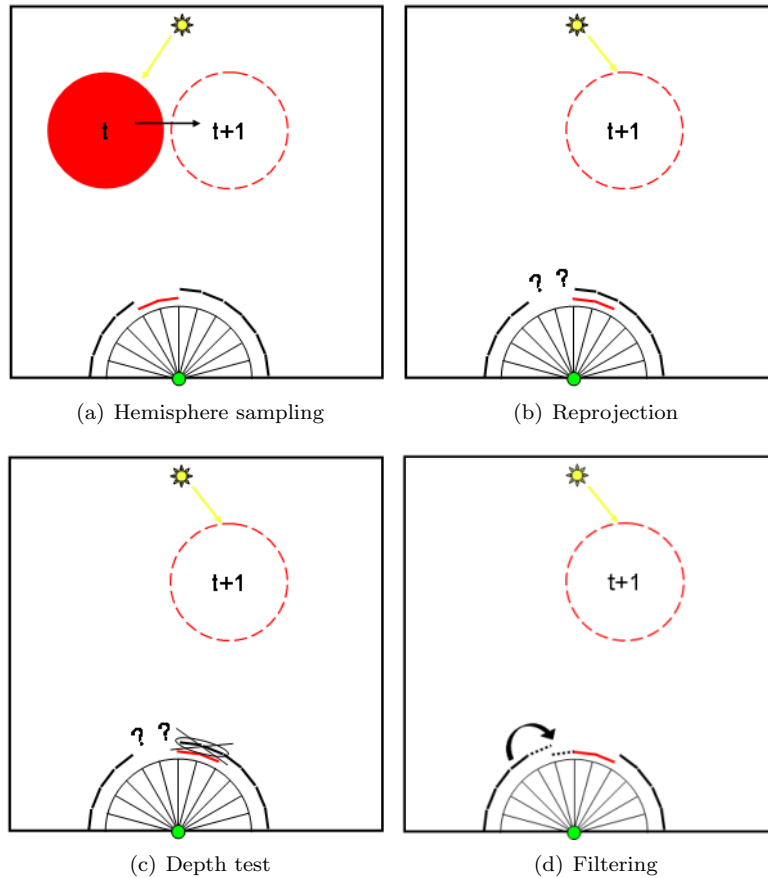 t
t+1
(a) Hemisphere sampling
t+1
? ?
(b) Reprojection
t+1
? ?
(c) Depth test
t+1
(d) Filtering